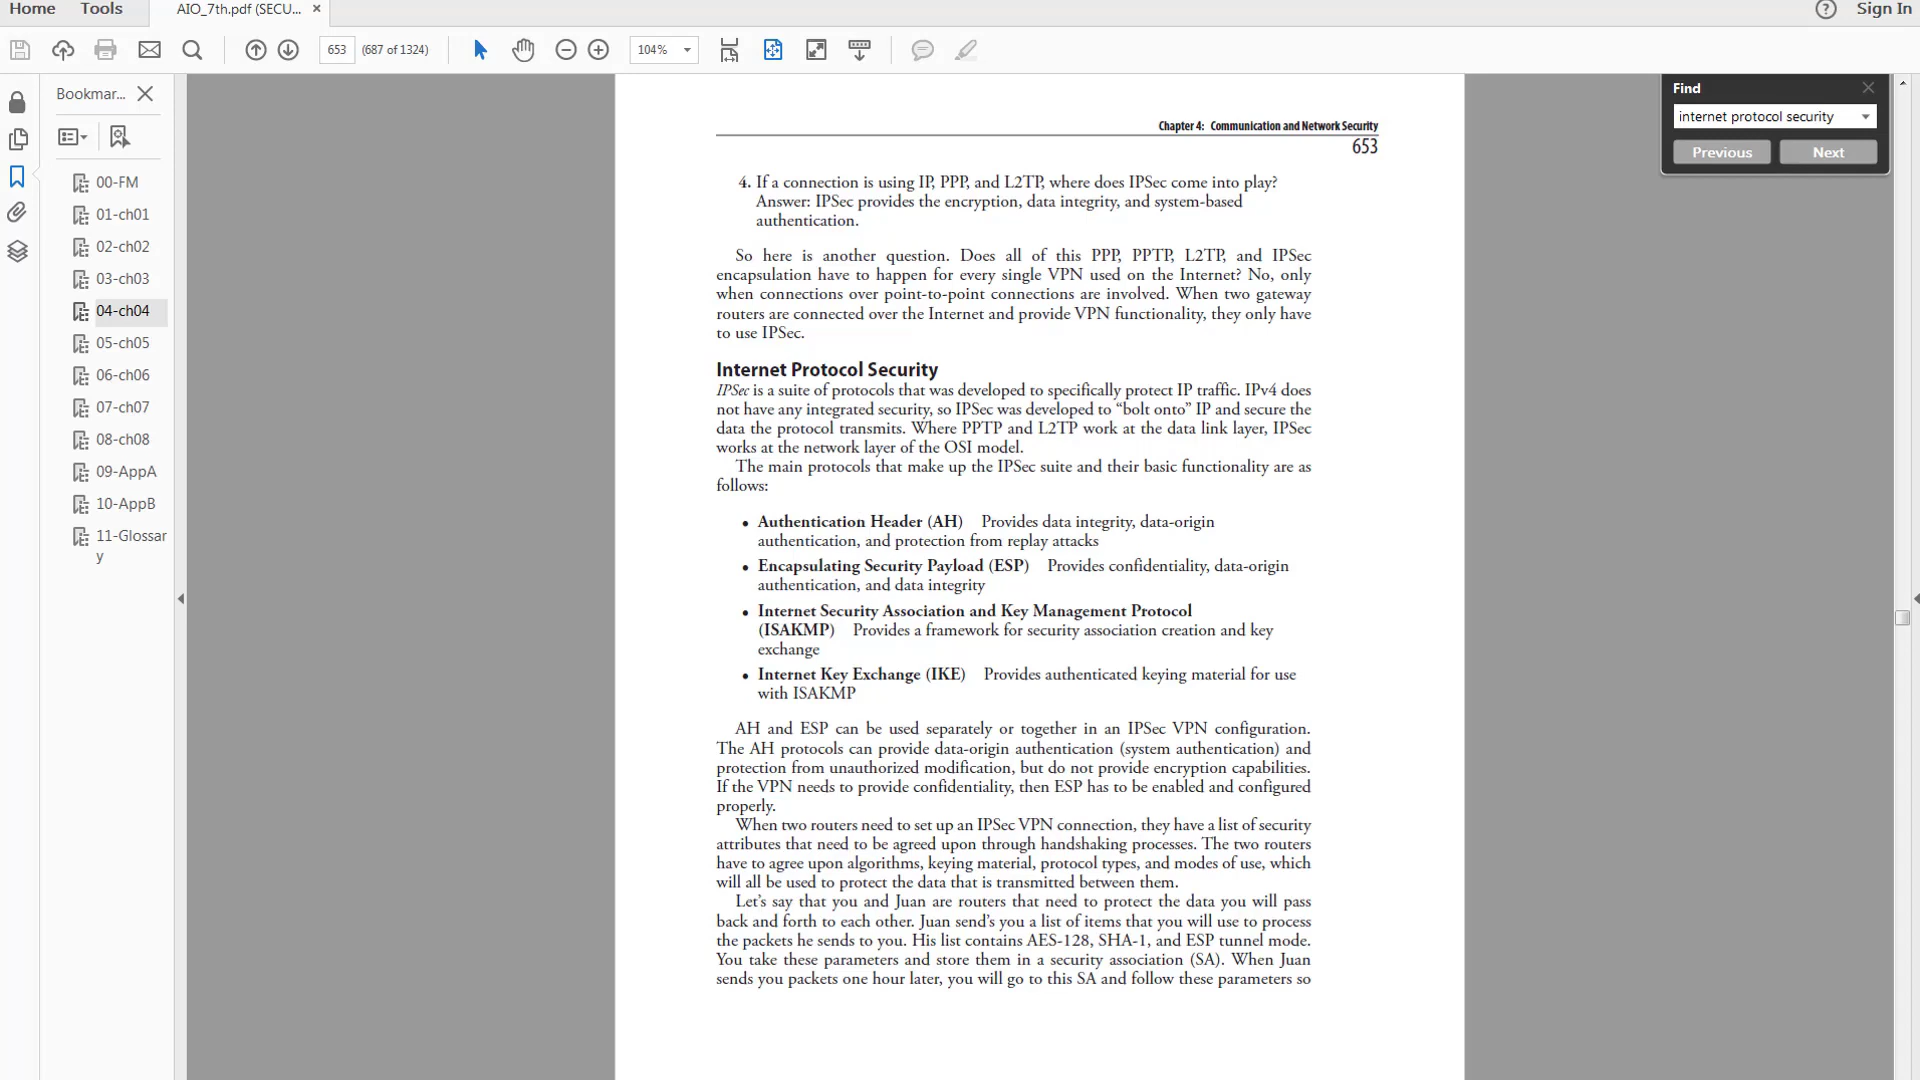 Home Tools AIO_7th.pdf (SECU... × Sign In
653 (687 of 1324) 104%
Bookmar...
00-FM
01-ch01
02-ch02
03-ch03
04-ch04
05-ch05
06-ch06
07-ch07
08-ch08
09-AppA
10-AppB
11-Glossar
y
Find
internet protocol security
Previous Next
Chapter 4: Communication and Network Security
653
4. If a connection is using IP, PPP, and L2TP, where does IPSec come into play?
Answer: IPSec provides the encryption, data integrity, and system-based
authentication.
So here is another question. Does all of this PPP, PPTP, L2TP, and IPSec
encapsulation have to happen for every single VPN used on the Internet? No, only
when connections over point-to-point connections are involved. When two gateway
routers are connected over the Internet and provide VPN functionality, they only have
to use IPSec.
Internet Protocol Security
IPSec is a suite of protocols that was developed to specifically protect IP traffic. IPv4 does
not have any integrated security, so IPSec was developed to “bolt onto” IP and secure the
data the protocol transmits. Where PPTP and L2TP work at the data link layer, IPSec
works at the network layer of the OSI model.
The main protocols that make up the IPSec suite and their basic functionality are as
follows:
• Authentication Header (AH) Provides data integrity, data-origin
authentication, and protection from replay attacks
• Encapsulating Security Payload (ESP) Provides confidentiality, data-origin
authentication, and data integrity
• Internet Security Association and Key Management Protocol
(ISAKMP) Provides a framework for security association creation and key
exchange
• Internet Key Exchange (IKE) Provides authenticated keying material for use
with ISAKMP
AH and ESP can be used separately or together in an IPSec VPN configuration.
The AH protocols can provide data-origin authentication (system authentication) and
protection from unauthorized modification, but do not provide encryption capabilities.
If the VPN needs to provide confidentiality, then ESP has to be enabled and configured
properly.
When two routers need to set up an IPSec VPN connection, they have a list of security
attributes that need to be agreed upon through handshaking processes. The two routers
have to agree upon algorithms, keying material, protocol types, and modes of use, which
will all be used to protect the data that is transmitted between them.
Let’s say that you and Juan are routers that need to protect the data you will pass
back and forth to each other. Juan send’s you a list of items that you will use to process
the packets he sends to you. His list contains AES-128, SHA-1, and ESP tunnel mode.
You take these parameters and store them in a security association (SA). When Juan
sends you packets one hour later, you will go to this SA and follow these parameters so